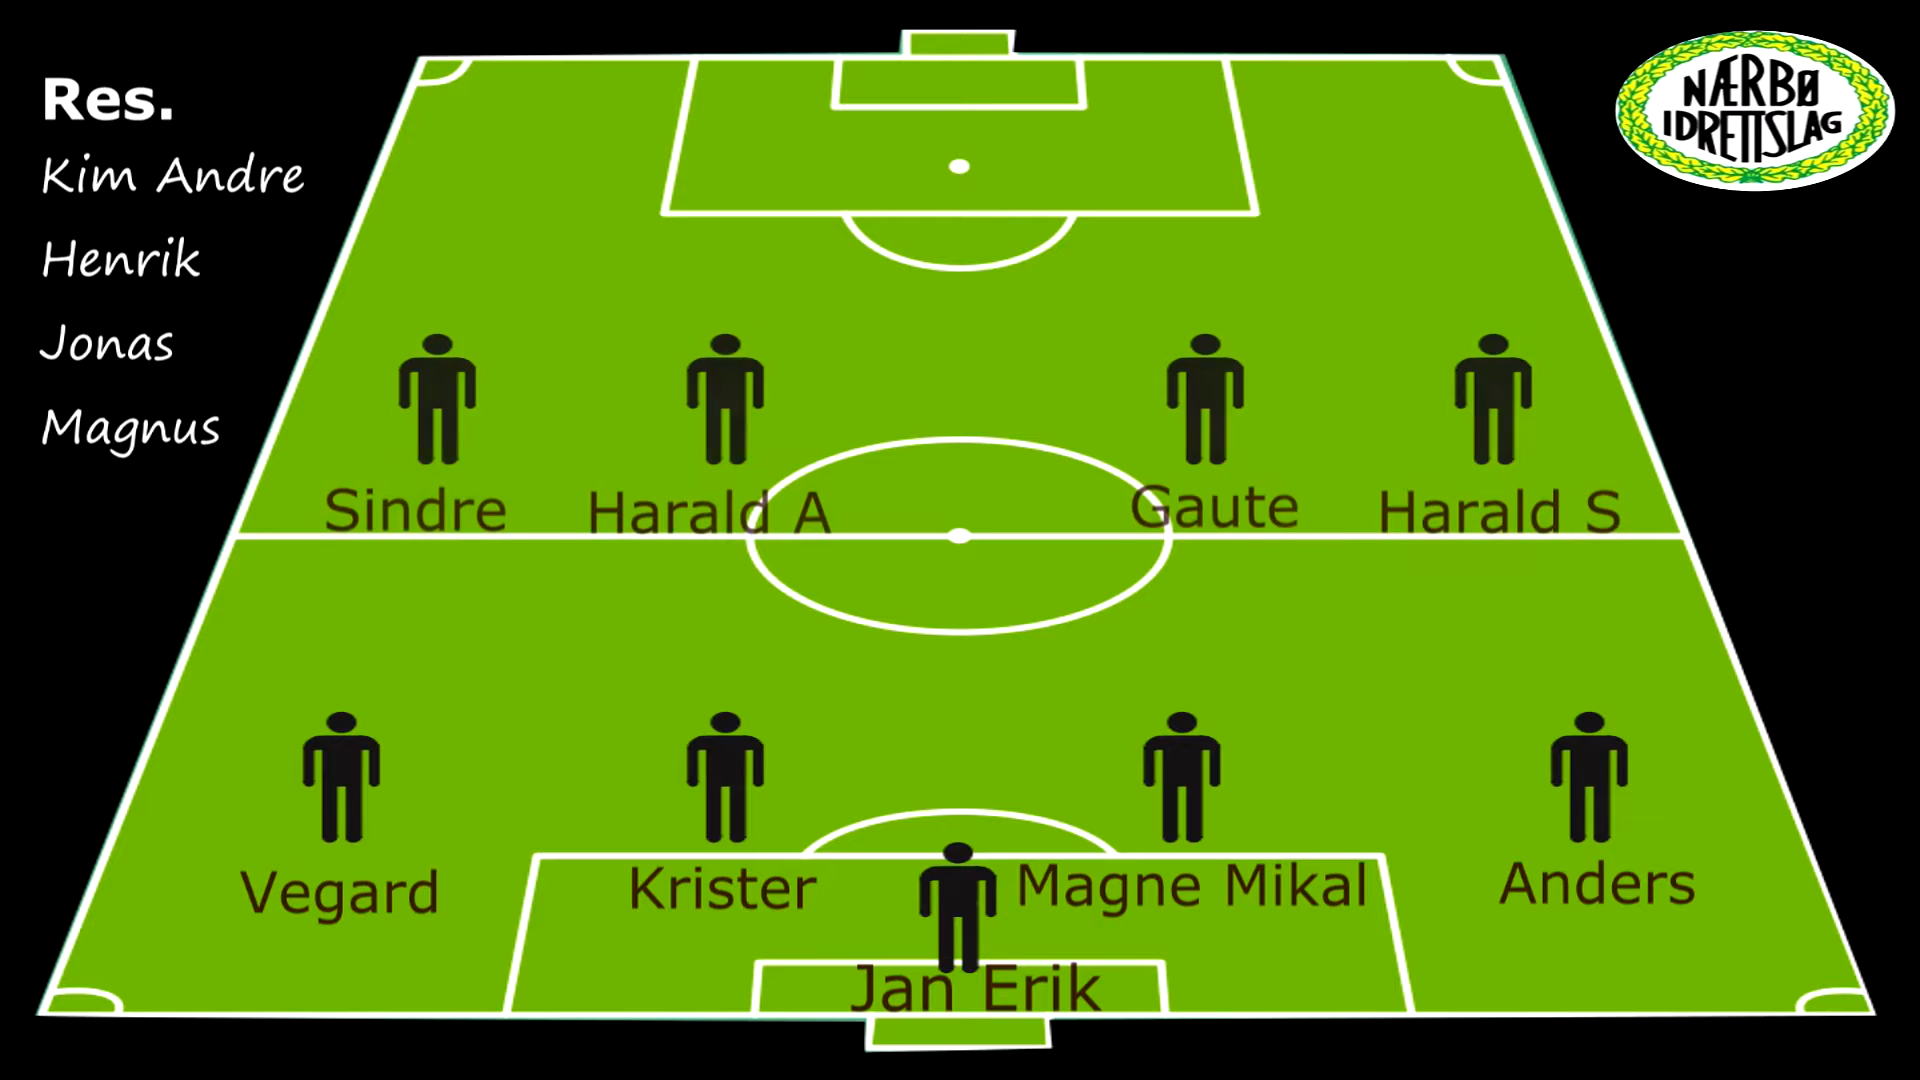 Res.
Kim Andre
Henrik
Jonas
Magnus
NÆRBØ
IDRETTSLAG
Sindre
Harald A
Gaute
Harald S
Vegard
Krister
Magne Mikal
Anders
Jan Erik